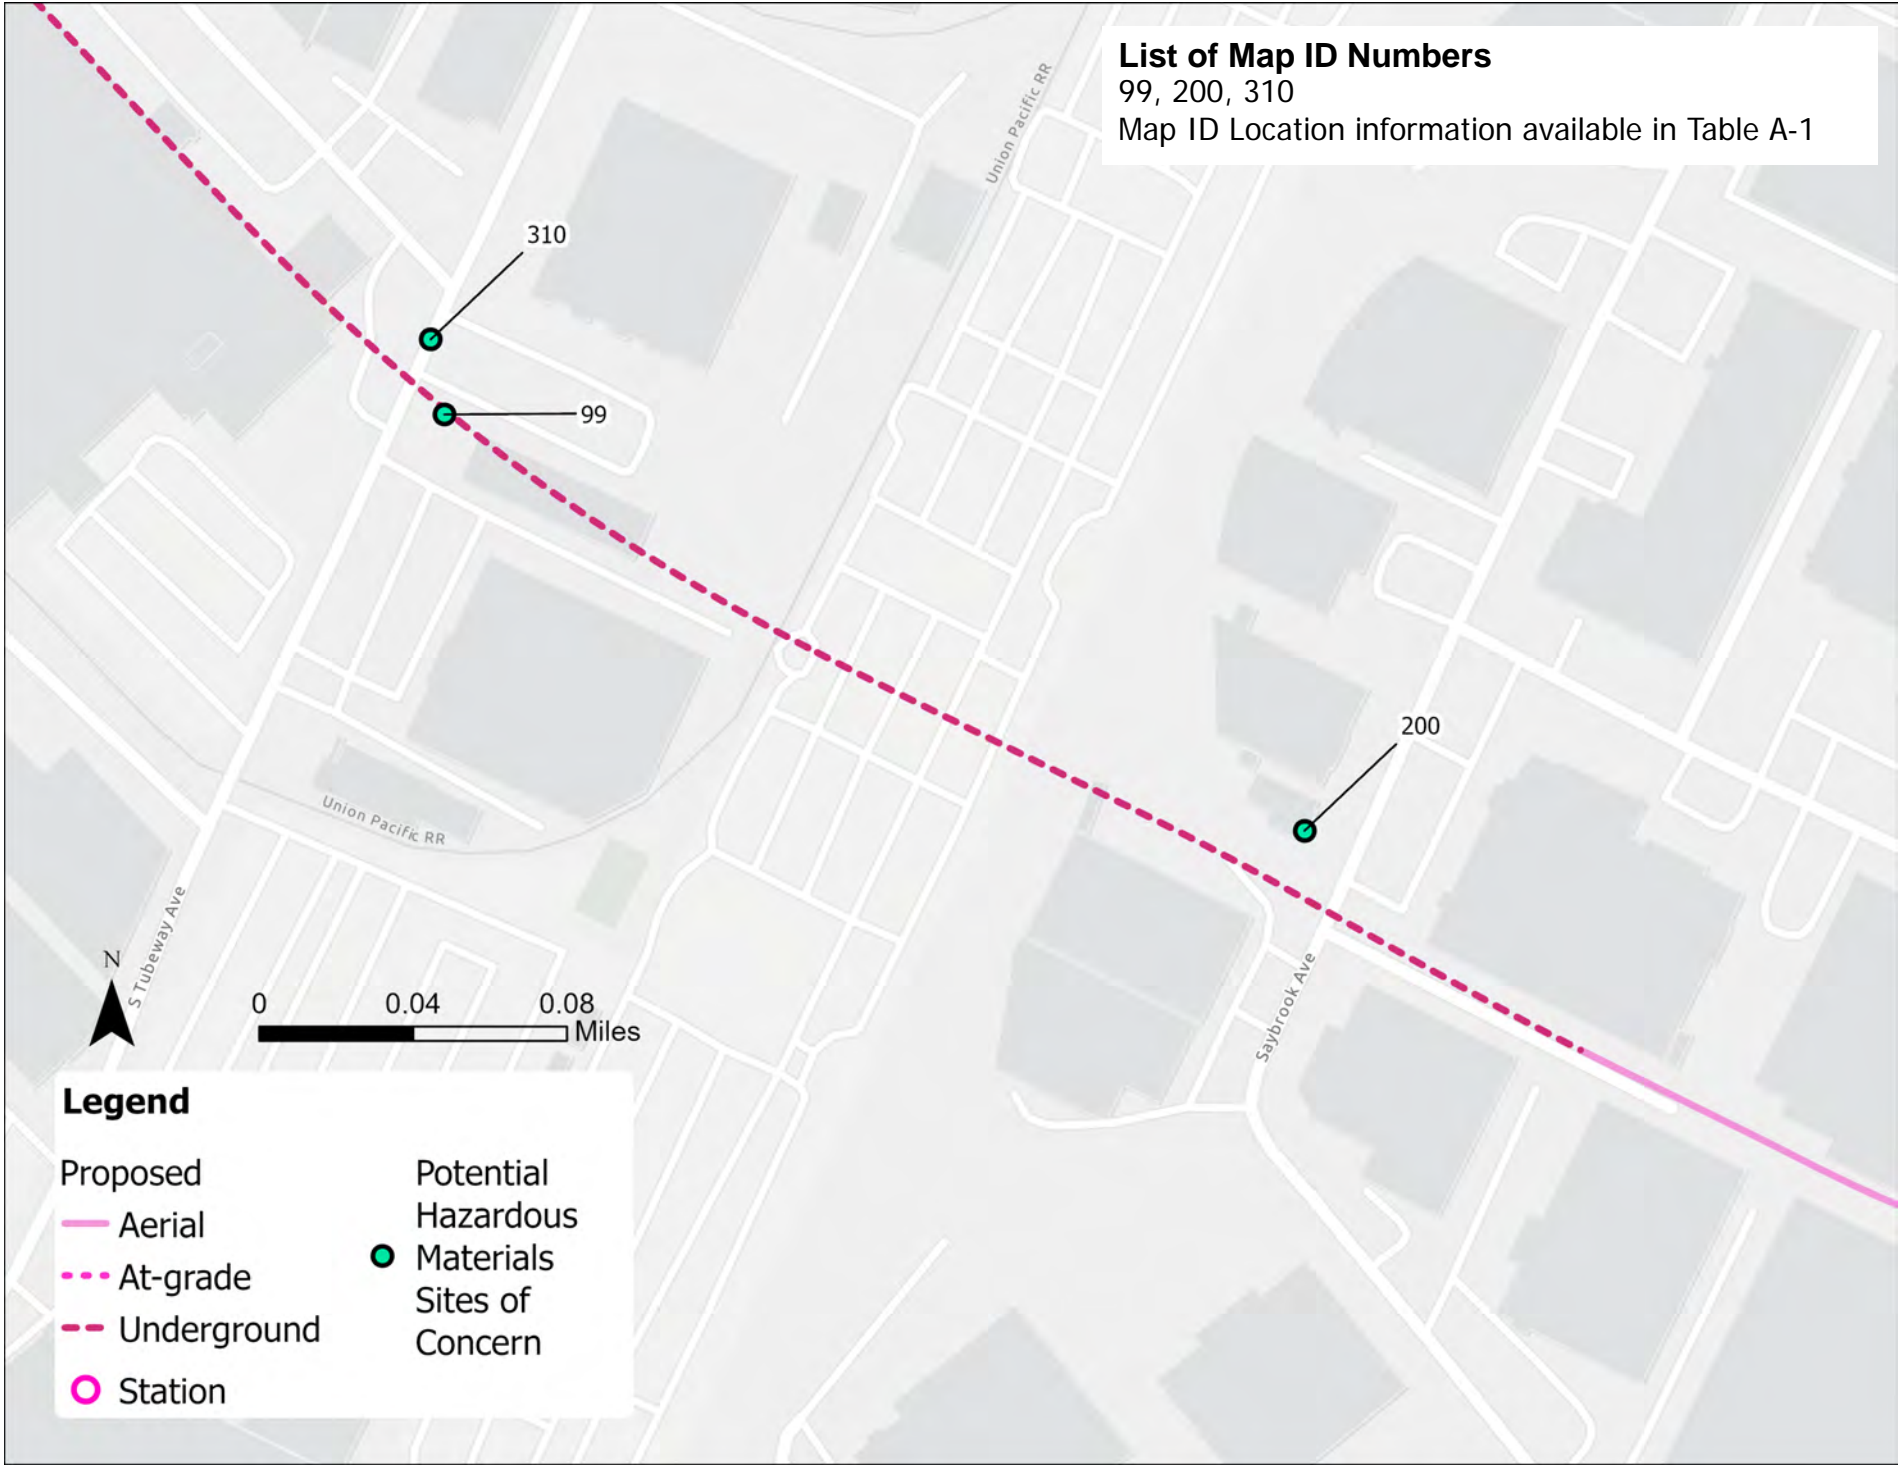 List of Map ID Numbers
99, 200, 310
Map ID Location information available in Table A-1
Union Pacific RR
310
99
200
Union Pacific RR
S Tubeway Ave
Saybrook Ave
N
0 0.04 0.08
Miles
Legend
Proposed
Aerial
At-grade
Underground
Station
Potential
Hazardous
Materials
Sites of
Concern